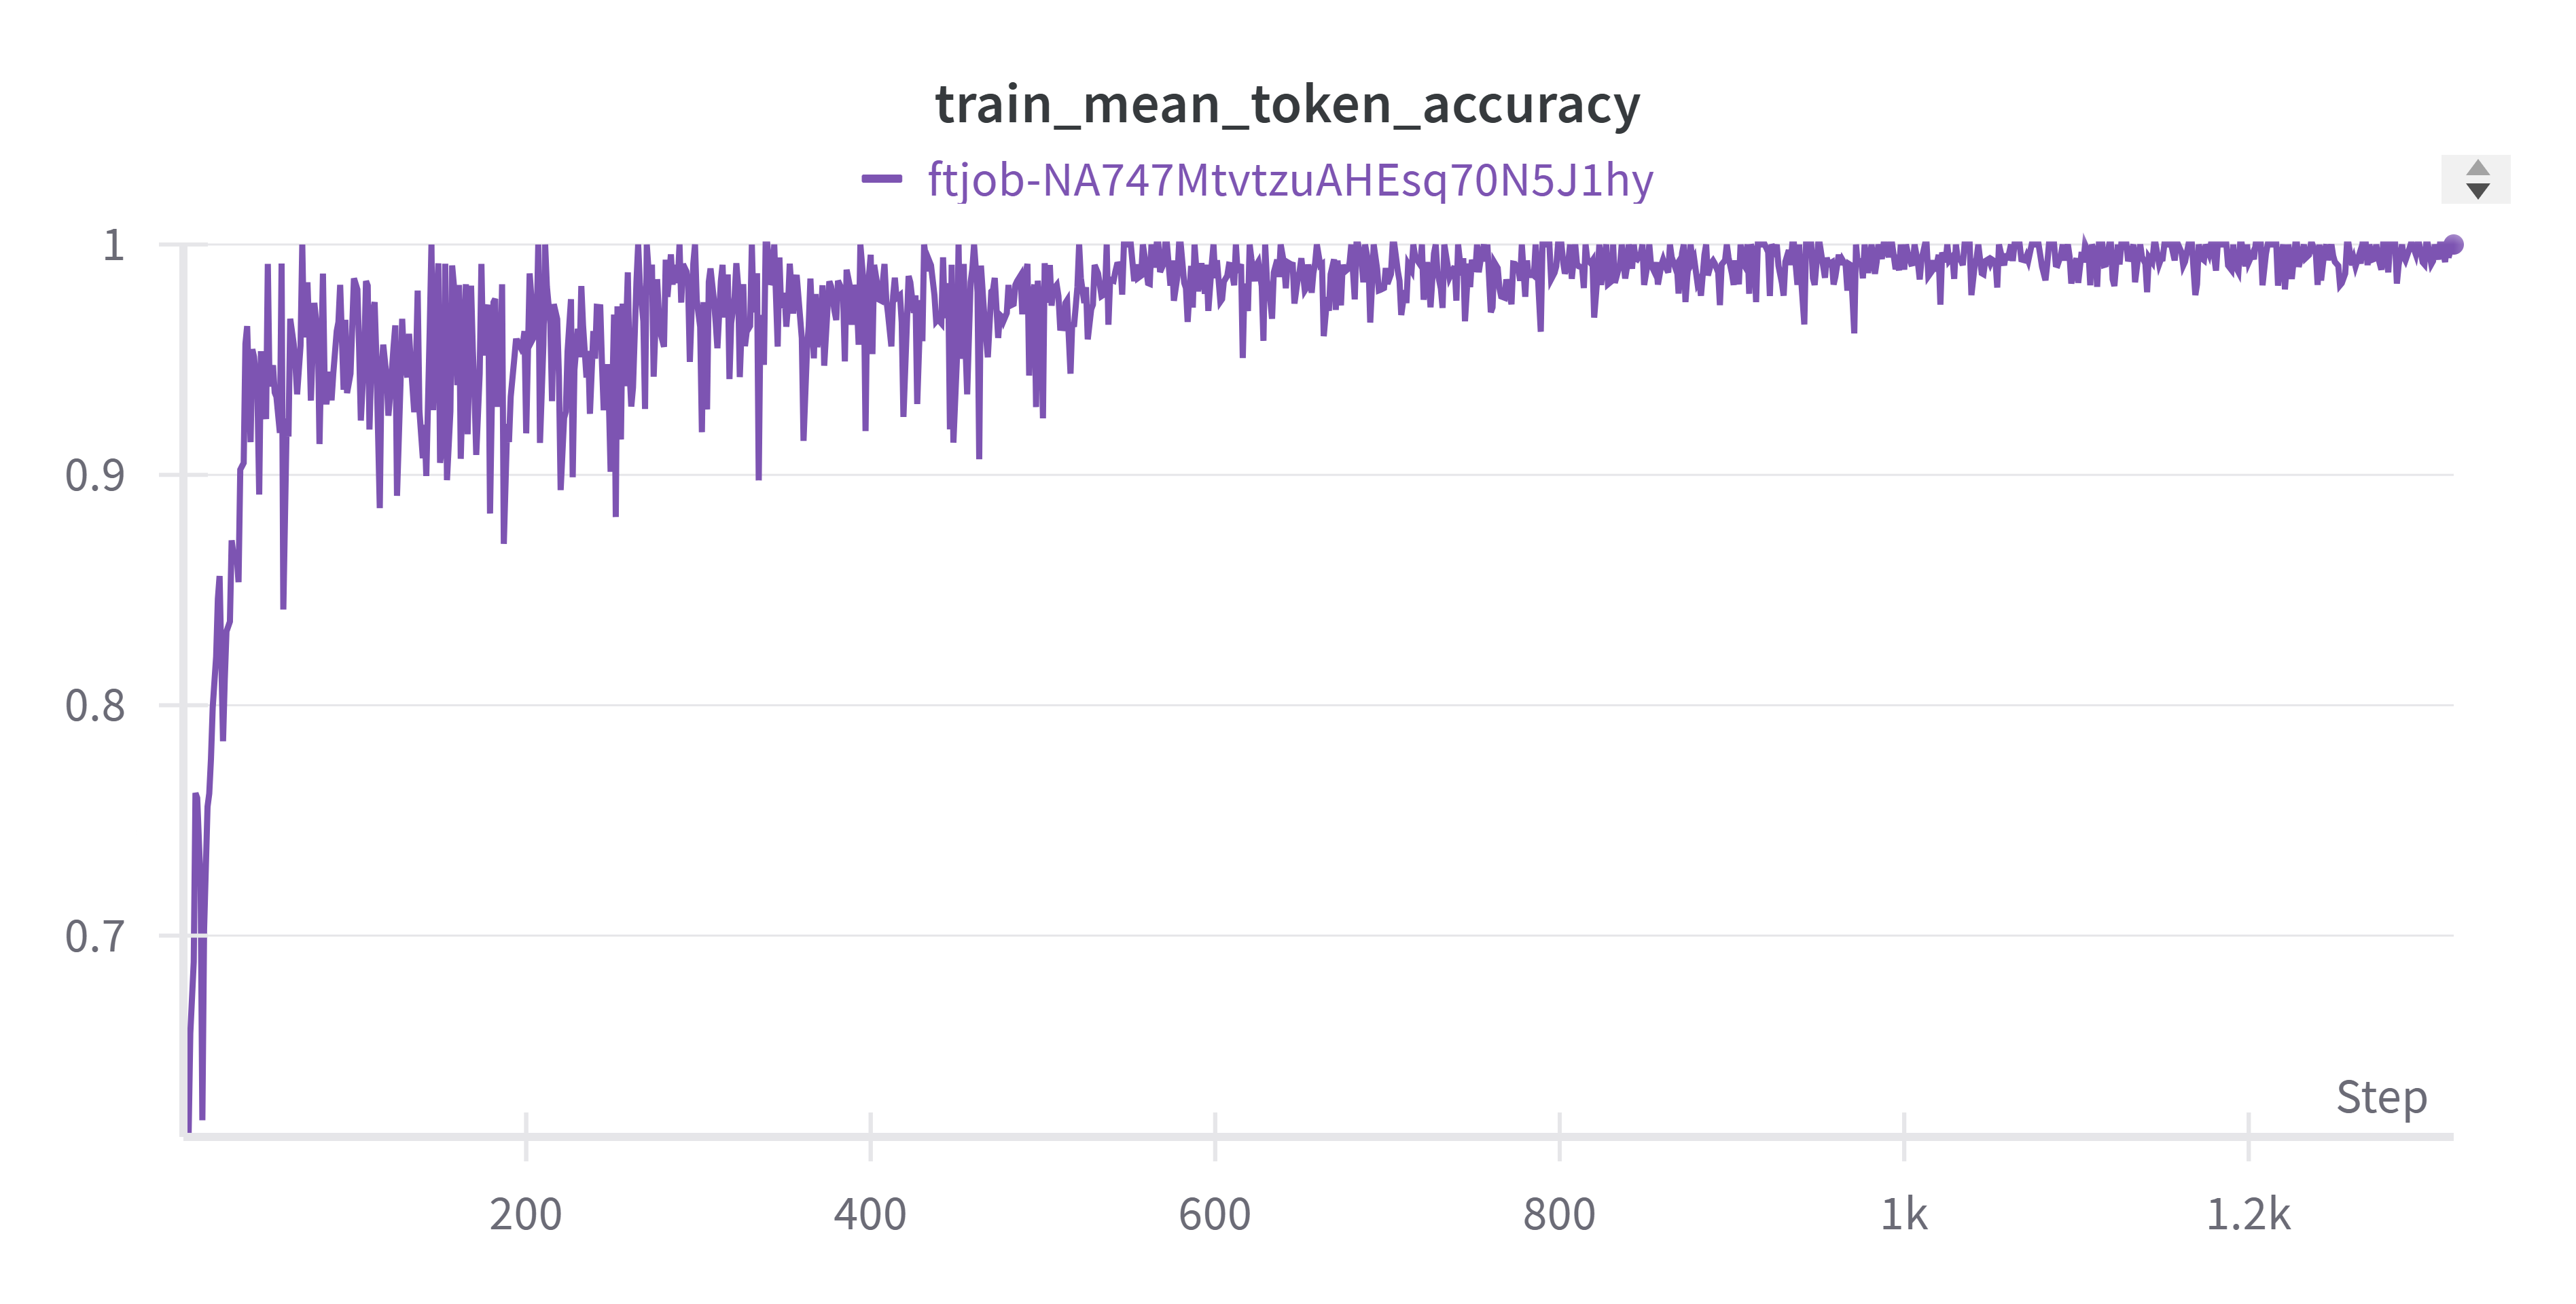 train_mean_token_accuracy
ftjob-NA747MtvtzuAHEsq70N5J1hy
1
0.9
0.8
0.7
Step
200 400 600 800 1k 1.2k